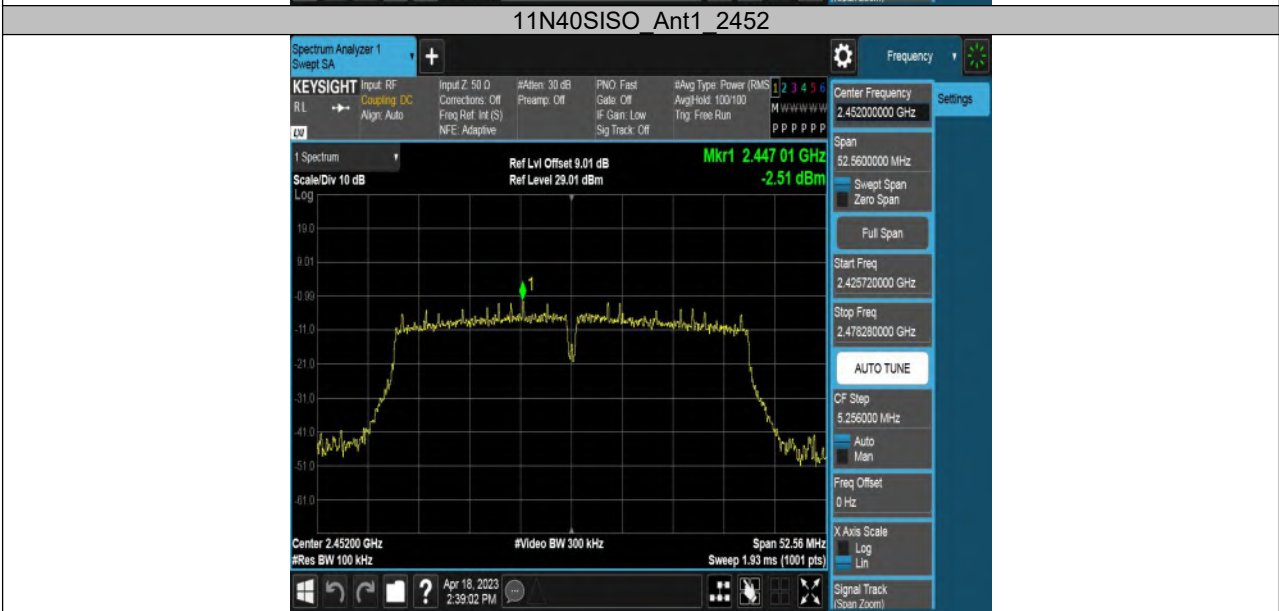 11N40SISO_Ant1_2452
Spectrum Analyzer 1
Swept SA
+
Frequency
KEYSIGHT
RL
Input: RF
Coupling: DC
Align: Auto
Input Z: 50 Ω
Corrections: Off
Freq Ref: Int (S)
NFE: Adaptive
#Atten: 30 dB
Preamp: Off
PNO: Fast
Gate: Off
IF Gain: Low
Sig Track: Off
#Avg Type: Power (RMS
Avg|Hold: 100/100
Trig: Free Run
1 2 3 4 5 6
M W W W W W
P P P P P P
LXI
Center Frequency
2.452000000 GHz
Settings
Span
52.5600000 MHz
Swept Span
Zero Span
Full Span
Start Freq
2.425720000 GHz
Stop Freq
2.478280000 GHz
AUTO TUNE
CF Step
5.256000 MHz
Auto
Man
Freq Offset
0 Hz
X Axis Scale
Log
Lin
Signal Track
(Span Zoom)
1 Spectrum
Scale/Div 10 dB
Log
Ref Lvl Offset 9.01 dB
Ref Level 29.01 dBm
Mkr1 2.447 01 GHz
-2.51 dBm
19.0
9.01
-0.99
-11.0
-21.0
-31.0
-41.0
-51.0
-61.0
1
Center 2.45200 GHz
#Res BW 100 kHz
#Video BW 300 kHz
Span 52.56 MHz
Sweep 1.93 ms (1001 pts)
?
Apr 18, 2023
2:39:02 PM